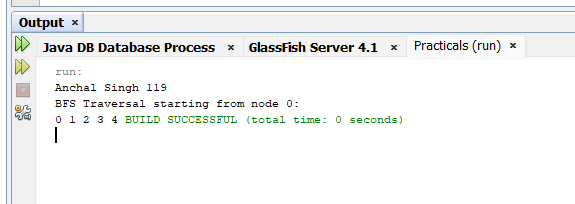 Output ×
Java DB Database Process × GlassFish Server 4.1 × Practicals (run) ×
run:
Anchal Singh 119
BFS Traversal starting from node 0:
0 1 2 3 4 BUILD SUCCESSFUL (total time: 0 seconds)